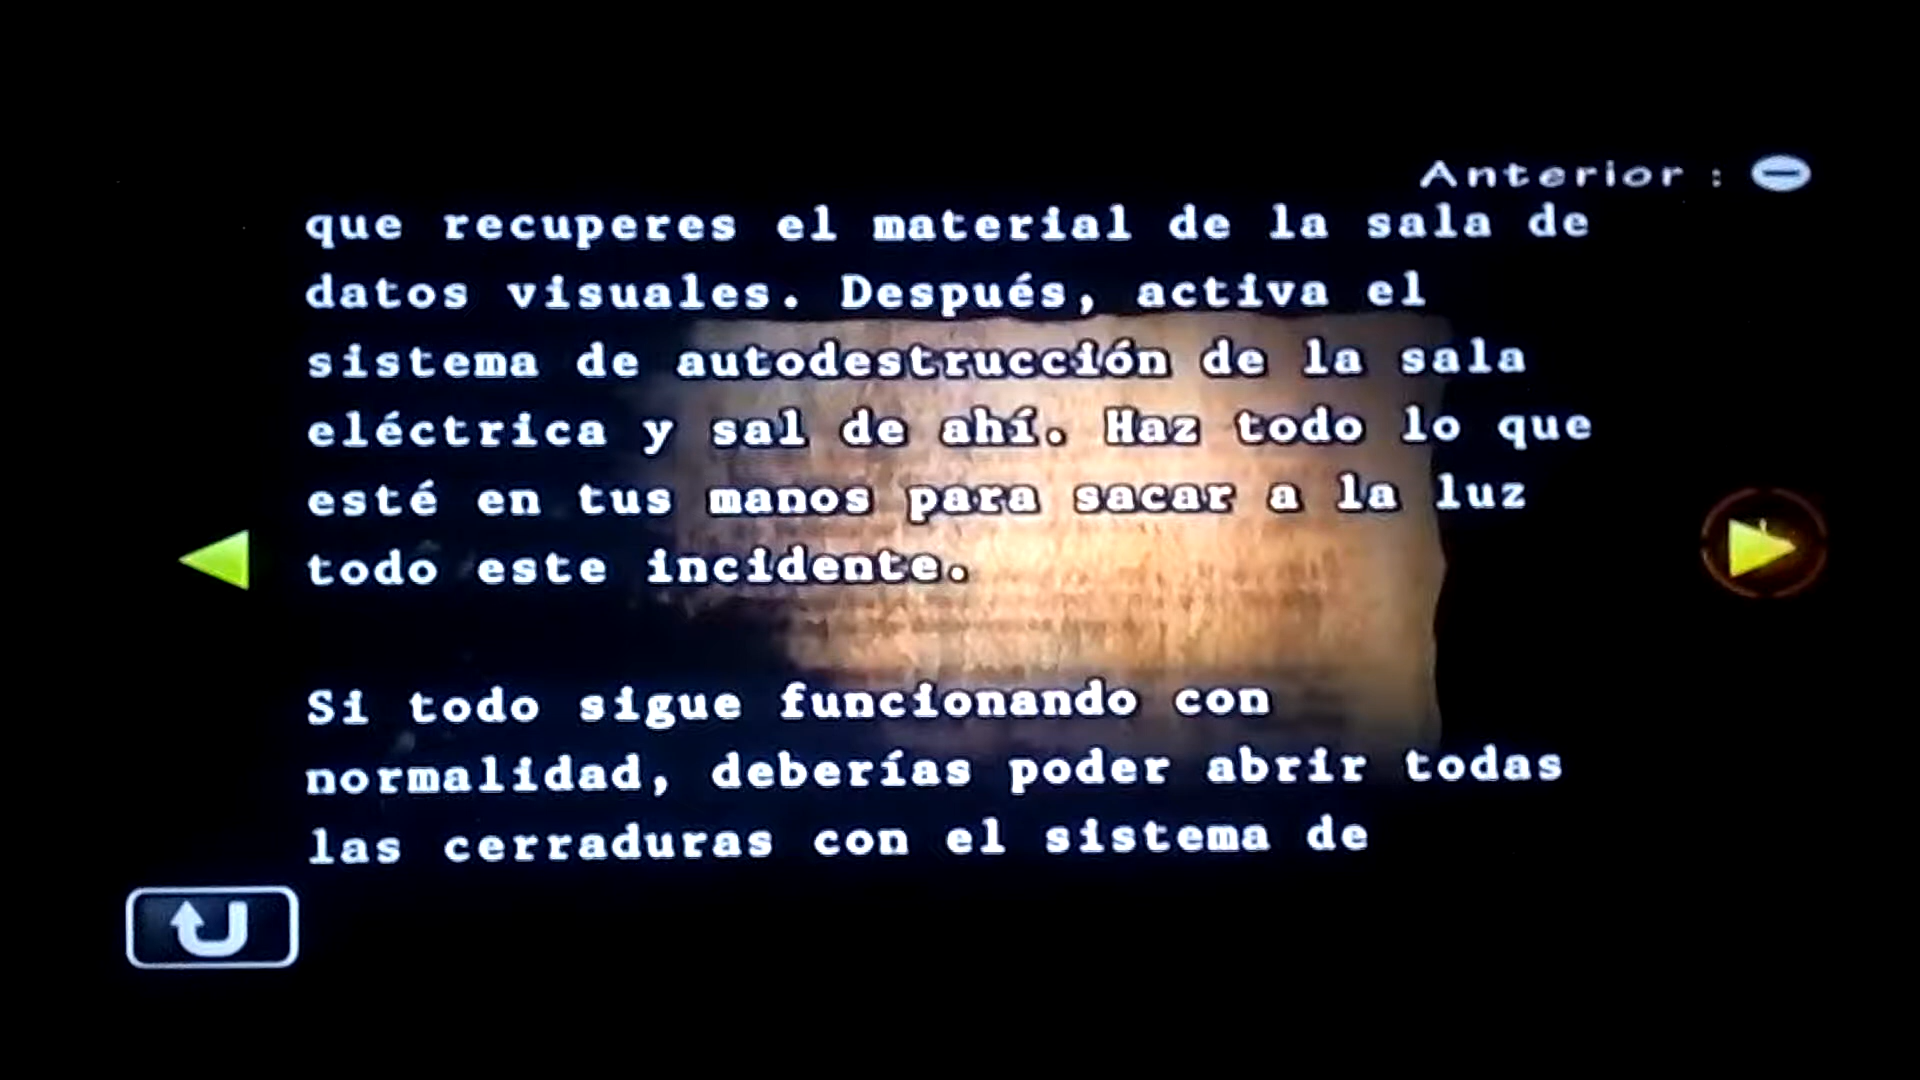 Anterior :
que recuperes el material de la sala de
datos visuales. Después, activa el
sistema de autodestrucción de la sala
eléctrica y sal de ahí. Haz todo lo que
esté en tus manos para sacar a la luz
todo este incidente.
Si todo sigue funcionando con
normalidad, deberías poder abrir todas
las cerraduras con el sistema de